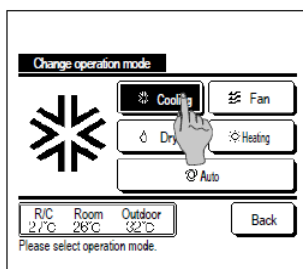 Change operation mode
Cooling
Fan
Dry
Heating
Auto
R/C Room Outdoor
27°C 26°C 32°C
Back
Please select operation mode.